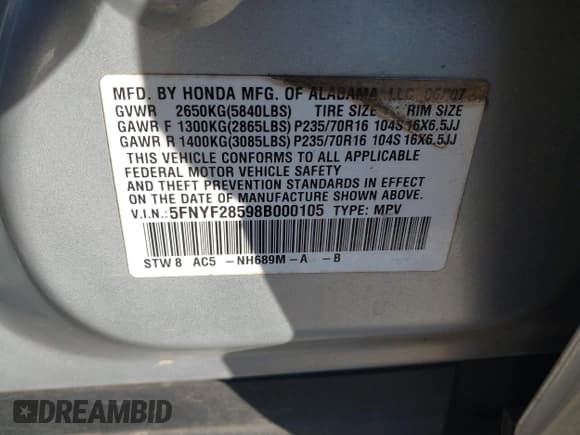 MFD. BY HONDA MFG. OF ALABAMA, LLC 06/07
GVWR 2650KG(5840LBS) TIRE SIZE RIM SIZE
GAWR F 1300KG(2865LBS) P235/70R16 104S 16X6.5JJ
GAWR R 1400KG(3085LBS) P235/70R16 104S 16X6.5JJ
THIS VEHICLE CONFORMS TO ALL APPLICABLE
FEDERAL MOTOR VEHICLE SAFETY
AND THEFT PREVENTION STANDARDS IN EFFECT
ON THE DATE OF MANUFACTURE SHOWN ABOVE.
V.I.N.: 5FNYF28598B000105 TYPE: MPV
STW8 AC5 -NH689M-A -B
DREAMBID